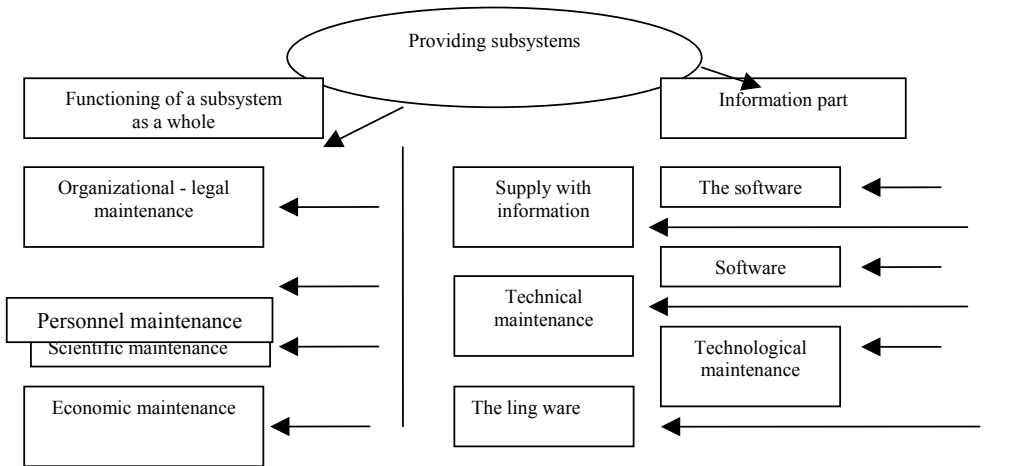 Providing subsystems
Functioning of a subsystem
as a whole
Information part
Organizational - legal
maintenance
Supply with
information
The software
Software
Personnel maintenance
Scientific maintenance
Technical
maintenance
Technological
maintenance
Economic maintenance
The ling ware